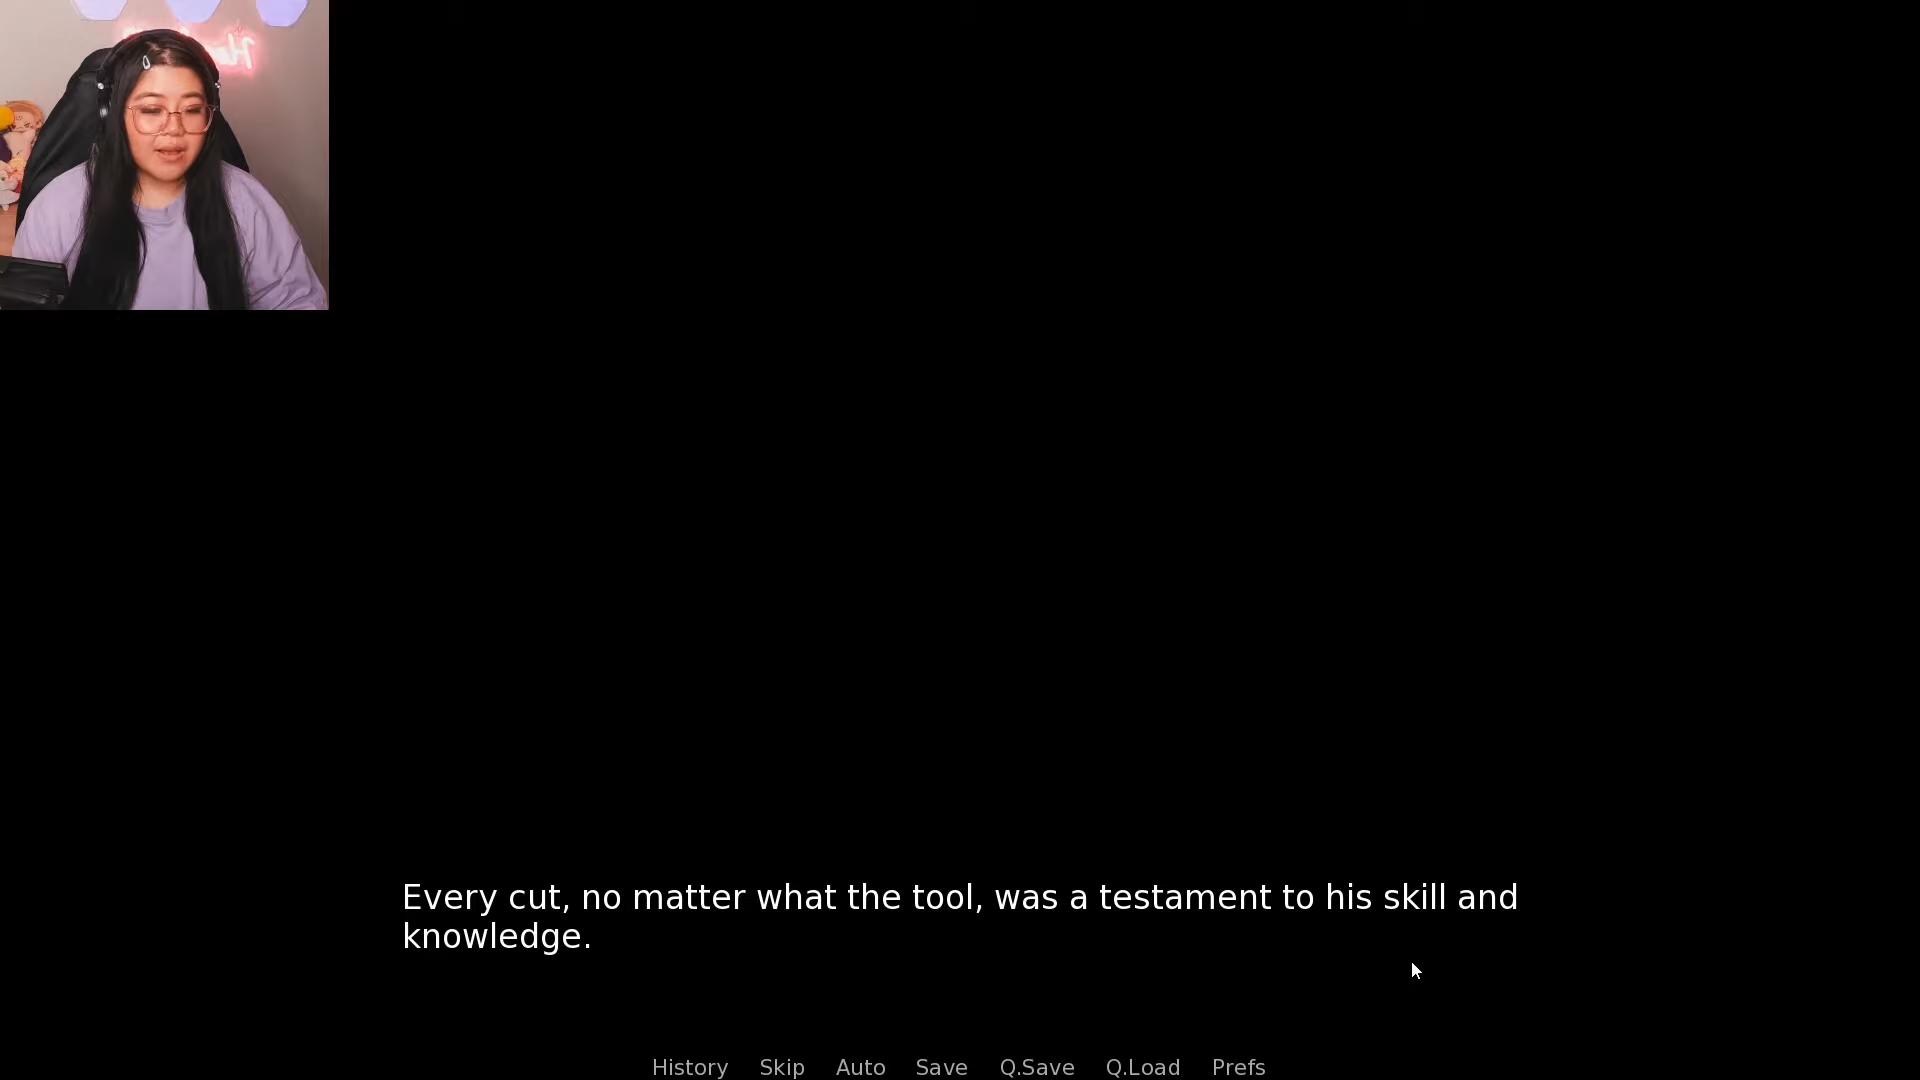 Every cut, no matter what the tool, was a testament to his skill and
knowledge.
History Skip Auto Save Q.Save Q.Load Prefs